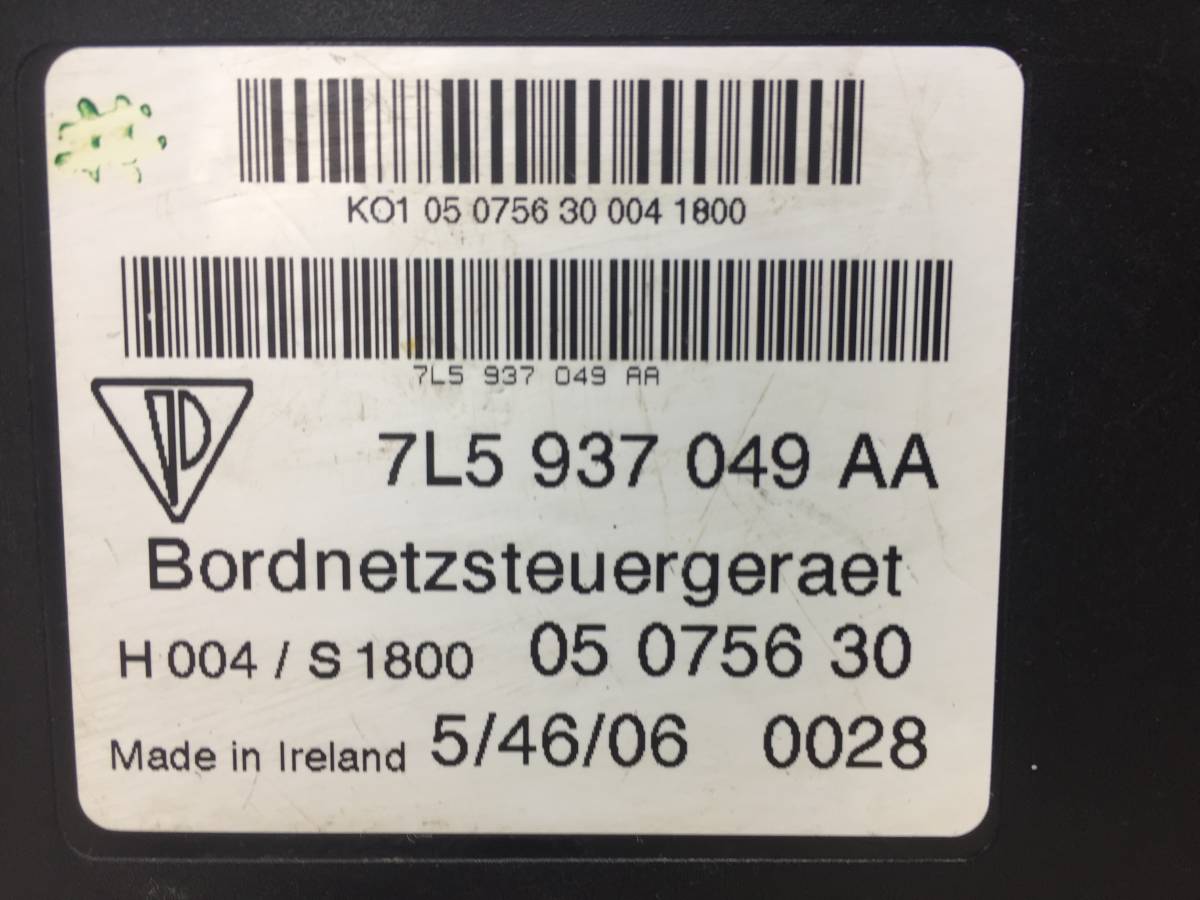 KO1 05 0756 30 004 1800
7L5 937 049 AA
7L5 937 049 AA
Bordnetzsteuergeraet
H 004 / S 1800 05 0756 30
Made in Ireland 5/46/06 0028